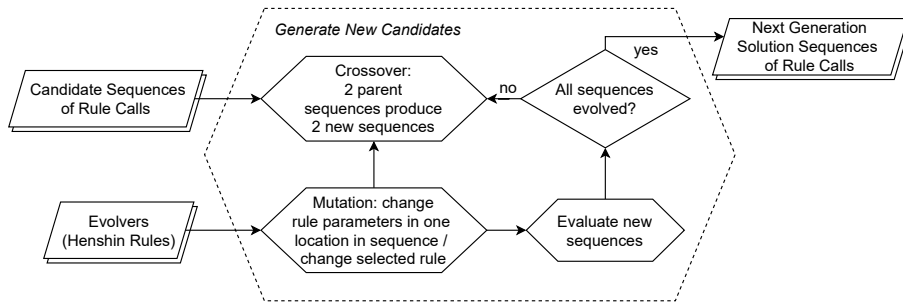 Generate New Candidates
Candidate Sequences
of Rule Calls
Crossover:
2 parent
sequences produce
2 new sequences
no
All sequences
evolved?
yes
Next Generation
Solution Sequences
of Rule Calls
Evolvers
(Henshin Rules)
Mutation: change
rule parameters in one
location in sequence /
change selected rule
Evaluate new
sequences